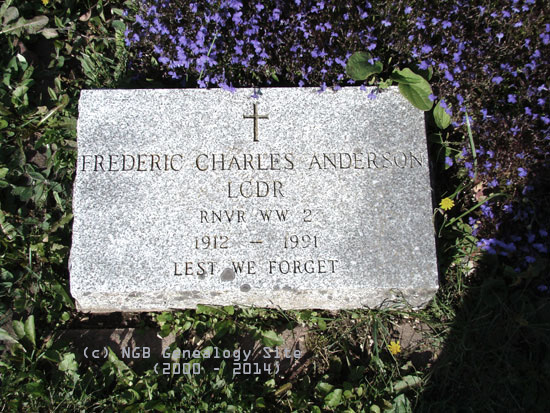 FREDERIC CHARLES ANDERSON
LCDR
RNVR WW 2
1912 — 1991
LEST WE FORGET
(c) NGB Genealogy Site
(2000 - 2014)